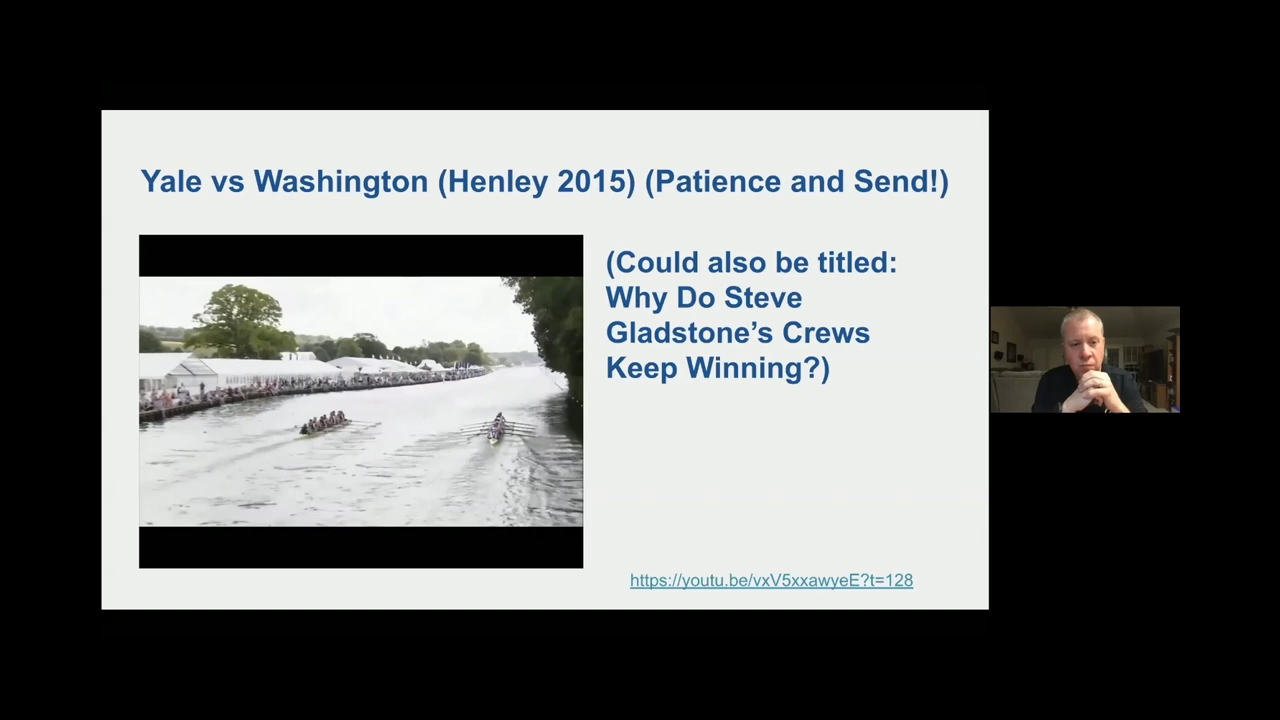 Yale vs Washington (Henley 2015) (Patience and Send!)
(Could also be titled:
Why Do Steve
Gladstone’s Crews
Keep Winning?)
https://youtu.be/vxV5xxawyeE?t=128